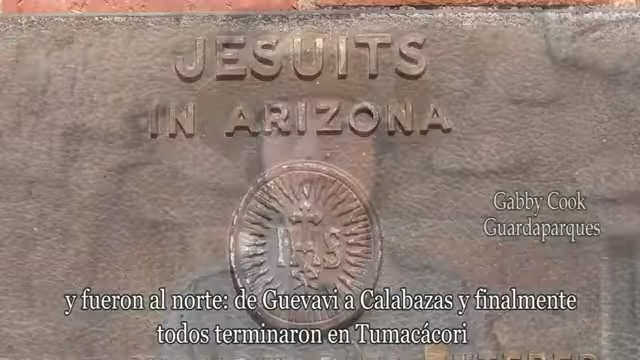 JESUITS
IN ARIZONA
IHS
Gabby Cook
Guardaparques
y fueron al norte: de Guevavi a Calabazas y finalmente
todos terminaron en Tumacácori